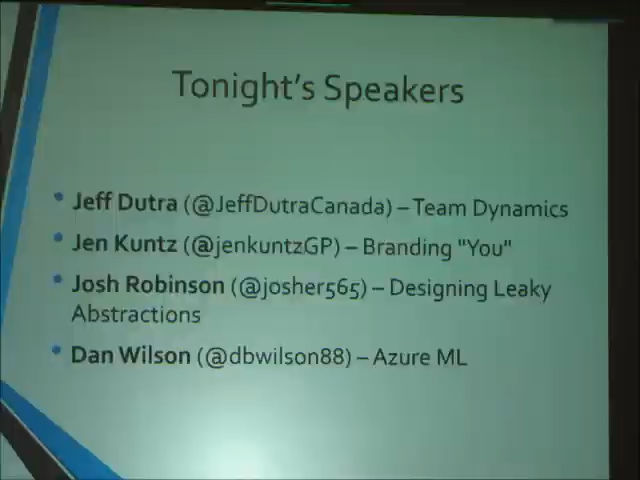 Tonight's Speakers
• Jeff Dutra (@JeffDutraCanada) – Team Dynamics
• Jen Kuntz (@jenkuntzGP) – Branding "You"
• Josh Robinson (@josher565) – Designing Leaky
Abstractions
• Dan Wilson (@dbwilson88) – Azure ML